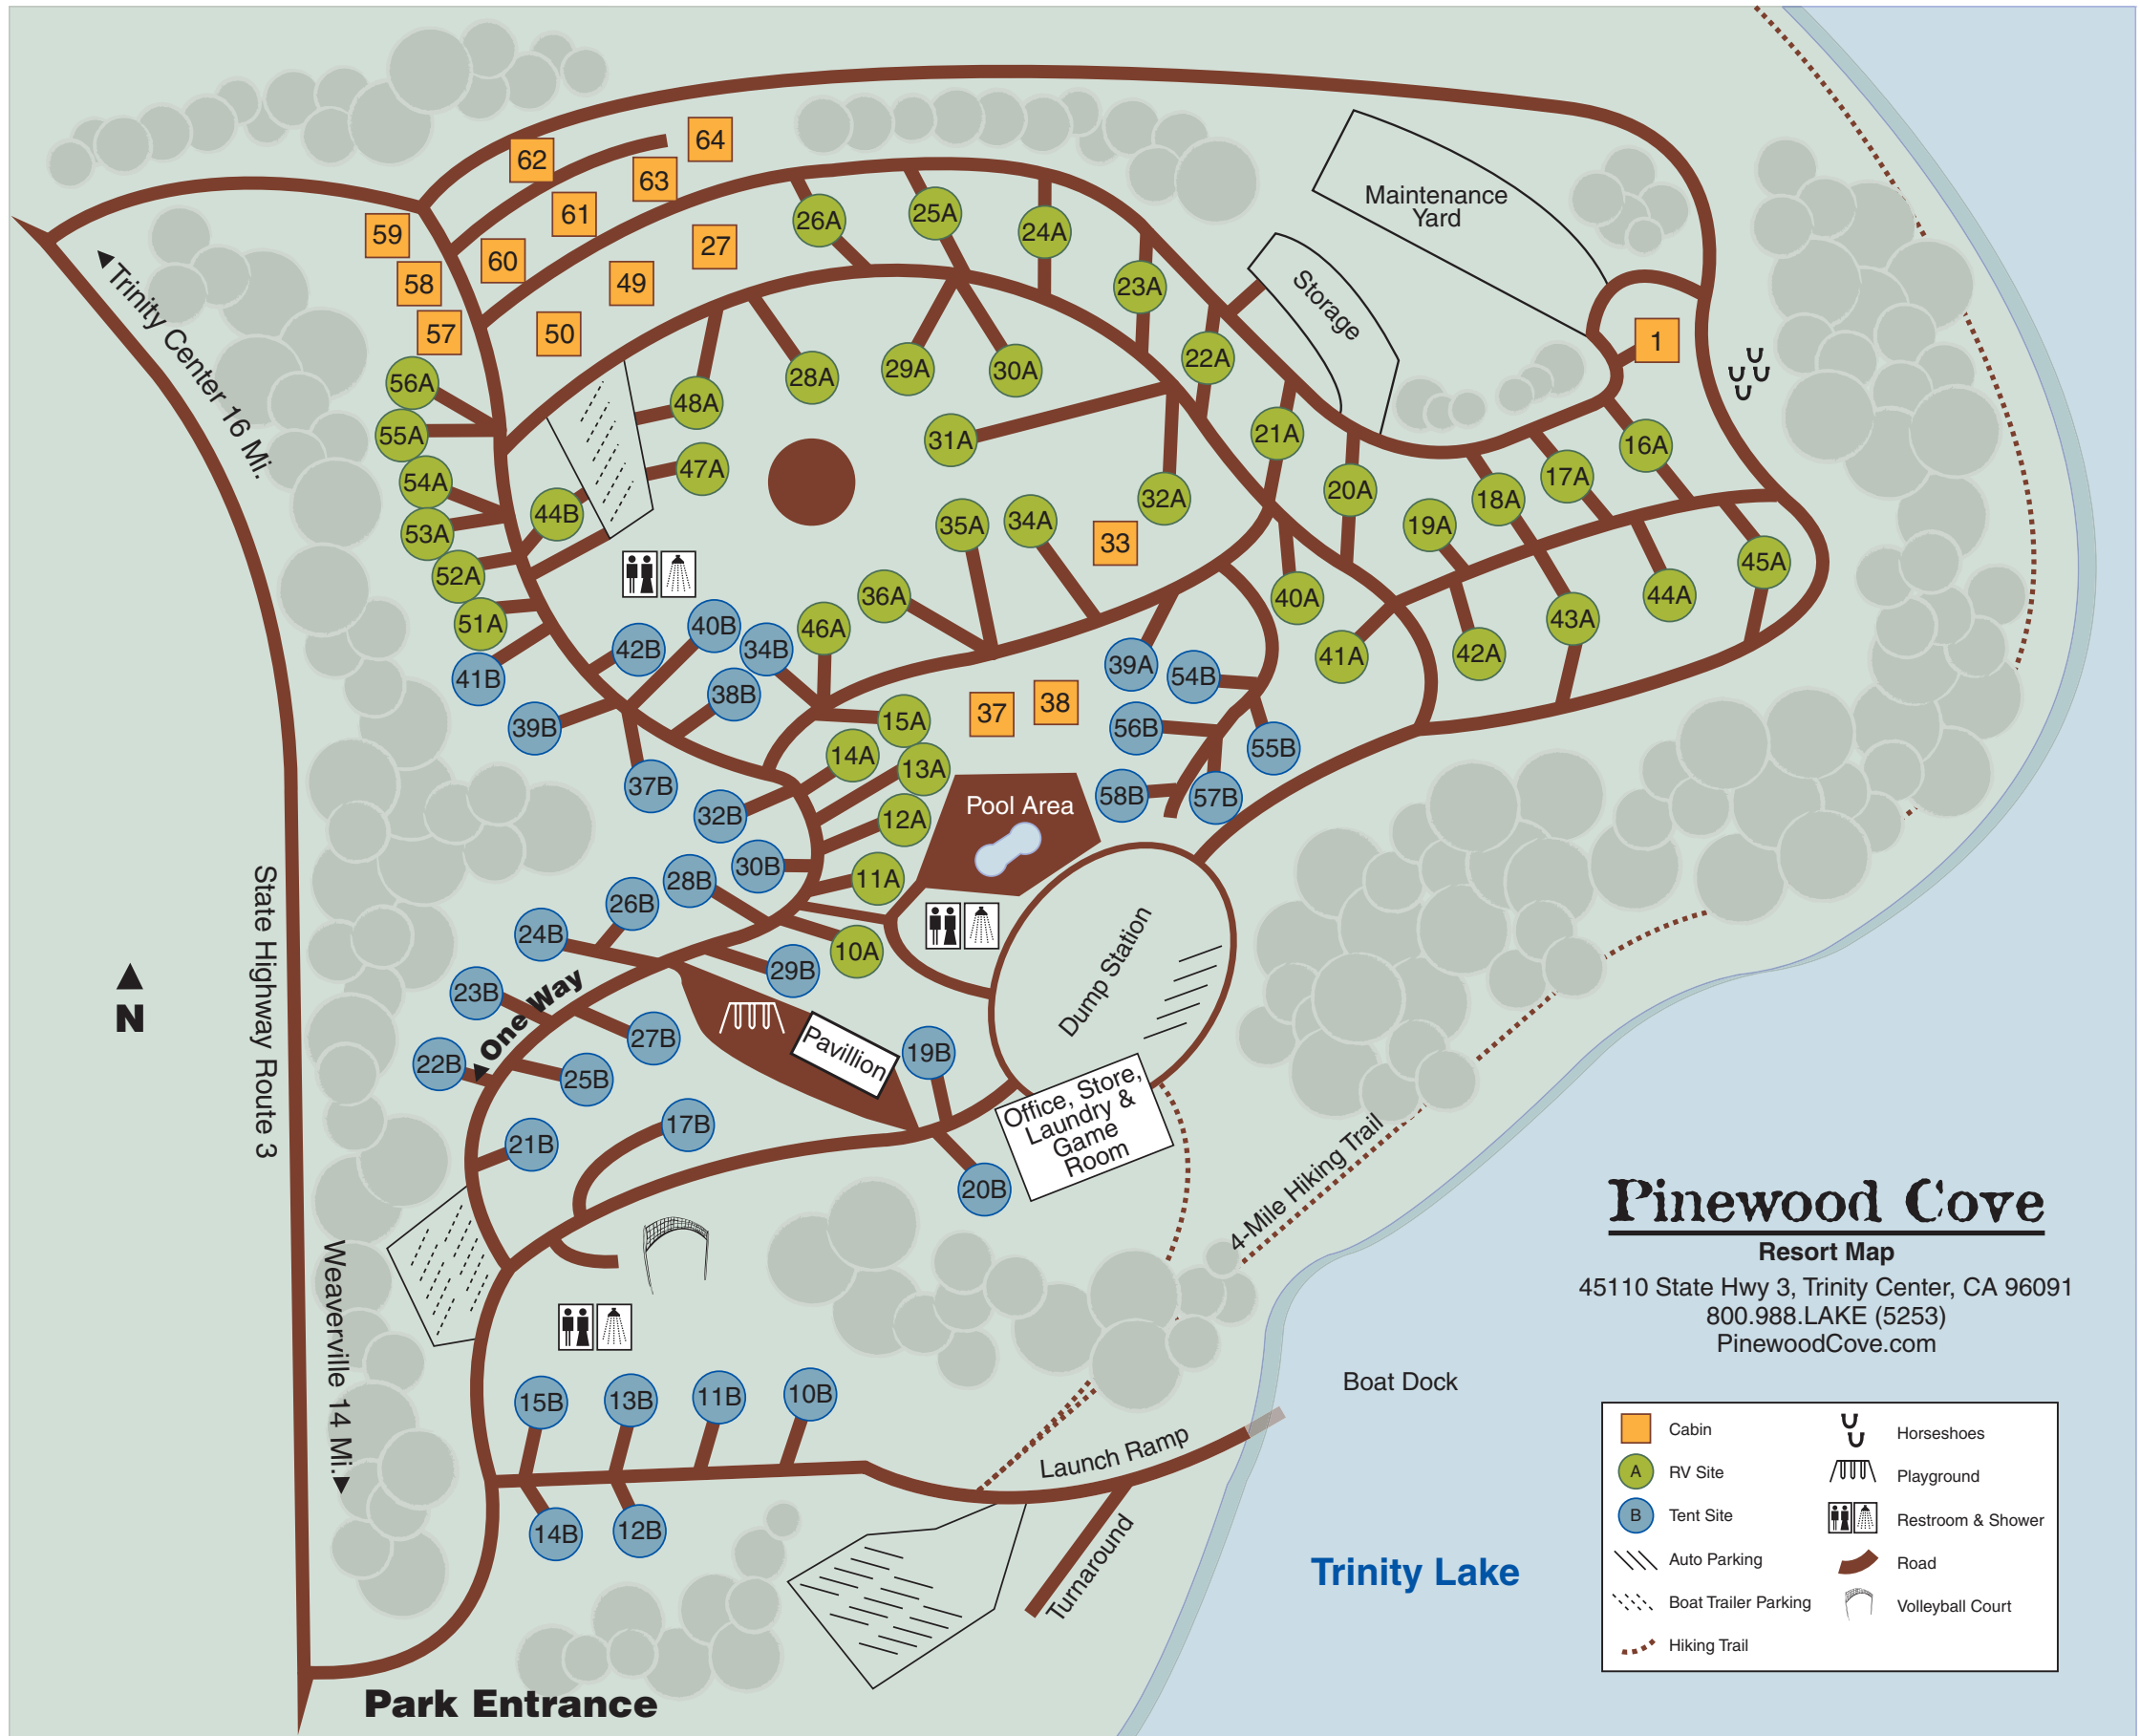 64
62
63
61
59
60
27
58
49
57
50
26A
25A
24A
23A
22A
Maintenance
Yard
Storage
1
56A
55A
54A
53A
52A
51A
44B
48A
47A
28A
29A
30A
31A
32A
33
34A
35A
36A
21A
20A
19A
18A
17A
16A
45A
44A
43A
42A
41A
40A
Trinity Center 16 Mi.
41B
42B
40B
34B
46A
38B
39B
37B
39A
54B
56B
55B
58B
57B
37
38
15A
14A
13A
12A
32B
30B
28B
11A
10A
26B
24B
29B
23B
27B
22B
25B
One Way
Pool Area
Dump Station
Pavillion
19B
17B
21B
20B
Office, Store,
Laundry &
Game
Room
N
State Highway Route 3
Weaverville 14 Mi.
4-Mile Hiking Trail
15B
13B
11B
10B
14B
12B
Launch Ramp
Turnaround
Boat Dock
Trinity Lake
Park Entrance
Pinewood Cove
Resort Map
45110 State Hwy 3, Trinity Center, CA 96091
800.988.LAKE (5253)
PinewoodCove.com
Cabin
A RV Site
B Tent Site
Auto Parking
Boat Trailer Parking
Hiking Trail
Horseshoes
Playground
Restroom & Shower
Road
Volleyball Court